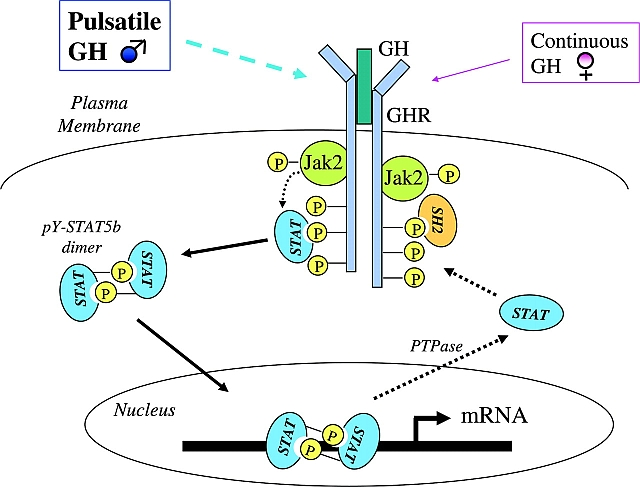 Pulsatile
GH
Continuous
GH
GH
GHR
Plasma
Membrane
P
Jak2
Jak2
P
P
P
P
STAT
P
P
P
SH2
pY-STAT5b
dimer
STAT
P
P
STAT
STAT
PTPase
Nucleus
STAT
P
P
STAT
mRNA